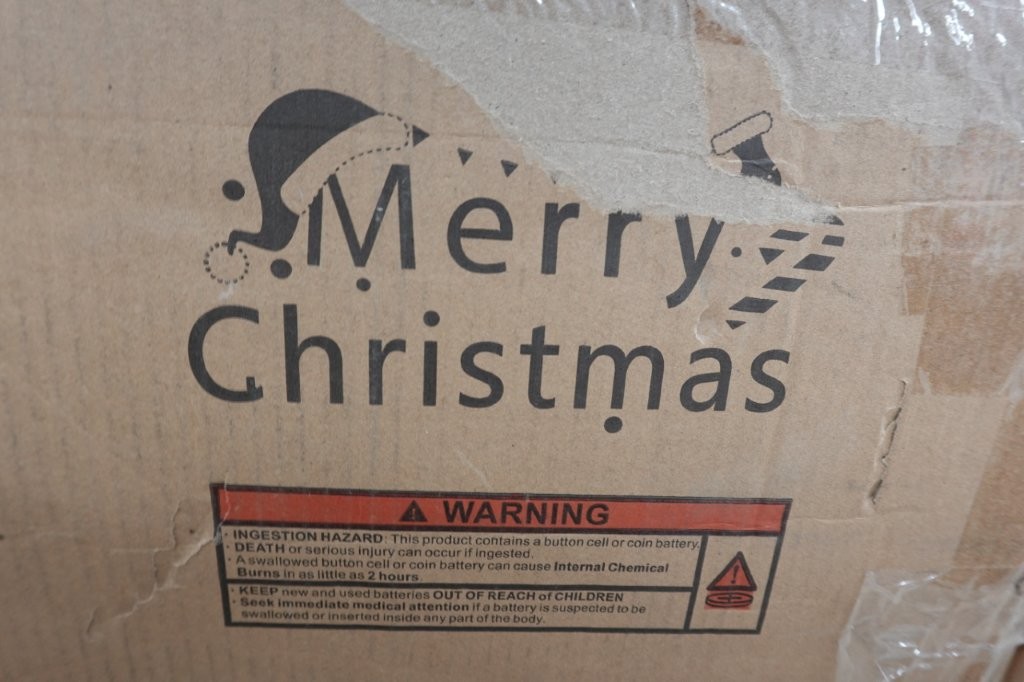 Merry
Christmas
WARNING
· INGESTION HAZARD: This product contains a button cell or coin battery.
· DEATH or serious injury can occur if ingested.
· A swallowed button cell or coin battery can cause Internal Chemical
Burns in as little as 2 hours.
· KEEP new and used batteries OUT OF REACH of CHILDREN
· Seek immediate medical attention if a battery is suspected to be
swallowed or inserted inside any part of the body.